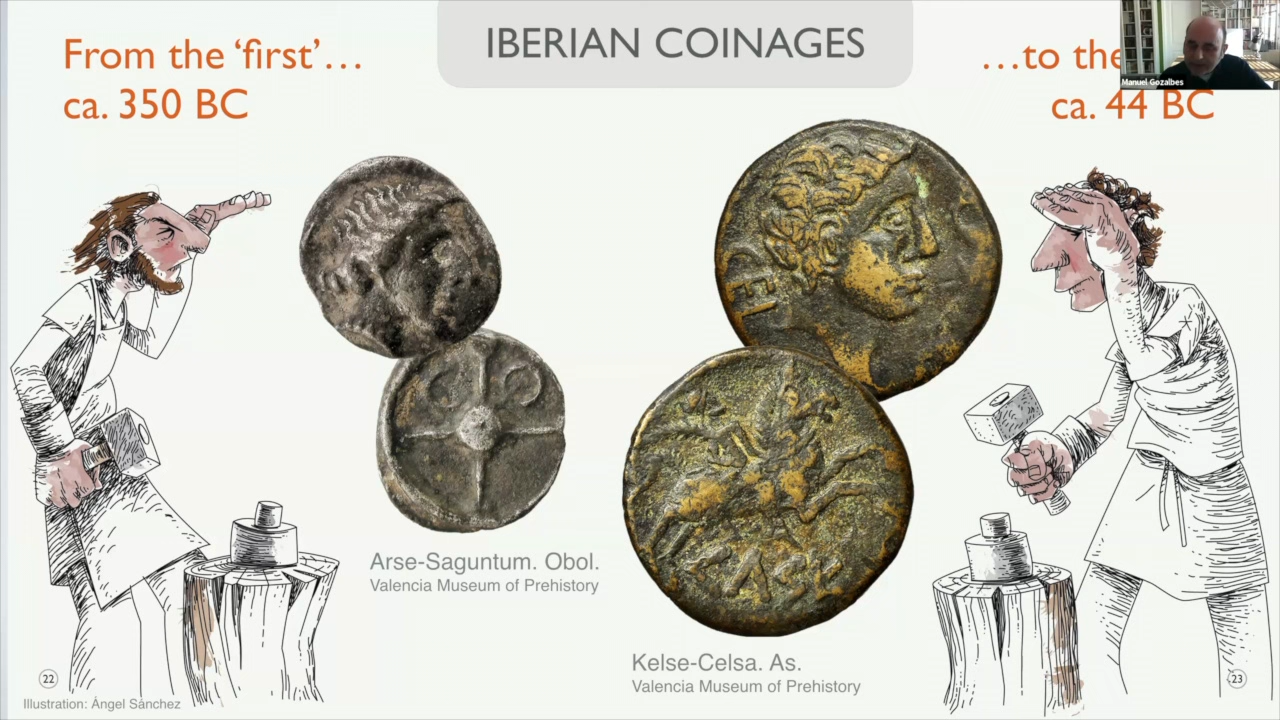 IBERIAN COINAGES
From the ‘first’…
ca. 350 BC
…to the
ca. 44 BC
Manuel Gozalbes
CEL
Arse-Saguntum. Obol.
Valencia Museum of Prehistory
Kelse-Celsa. As.
Valencia Museum of Prehistory
22
23
Illustration: Ángel Sánchez